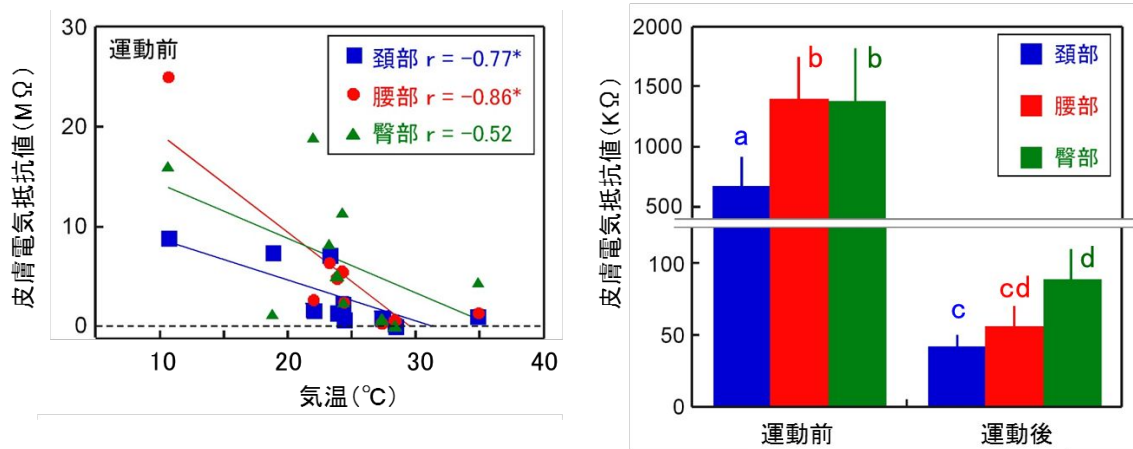 運動前
頚部 r = -0.77*
腰部 r = -0.86*
臀部 r = -0.52
皮膚電気抵抗値(MΩ)
30
20
10
0
10
20
30
40
気温(℃)
頚部
腰部
臀部
皮膚電気抵抗値(KΩ)
2000
1500
1000
500
100
50
0
a
b
b
c
cd
d
運動前
運動後